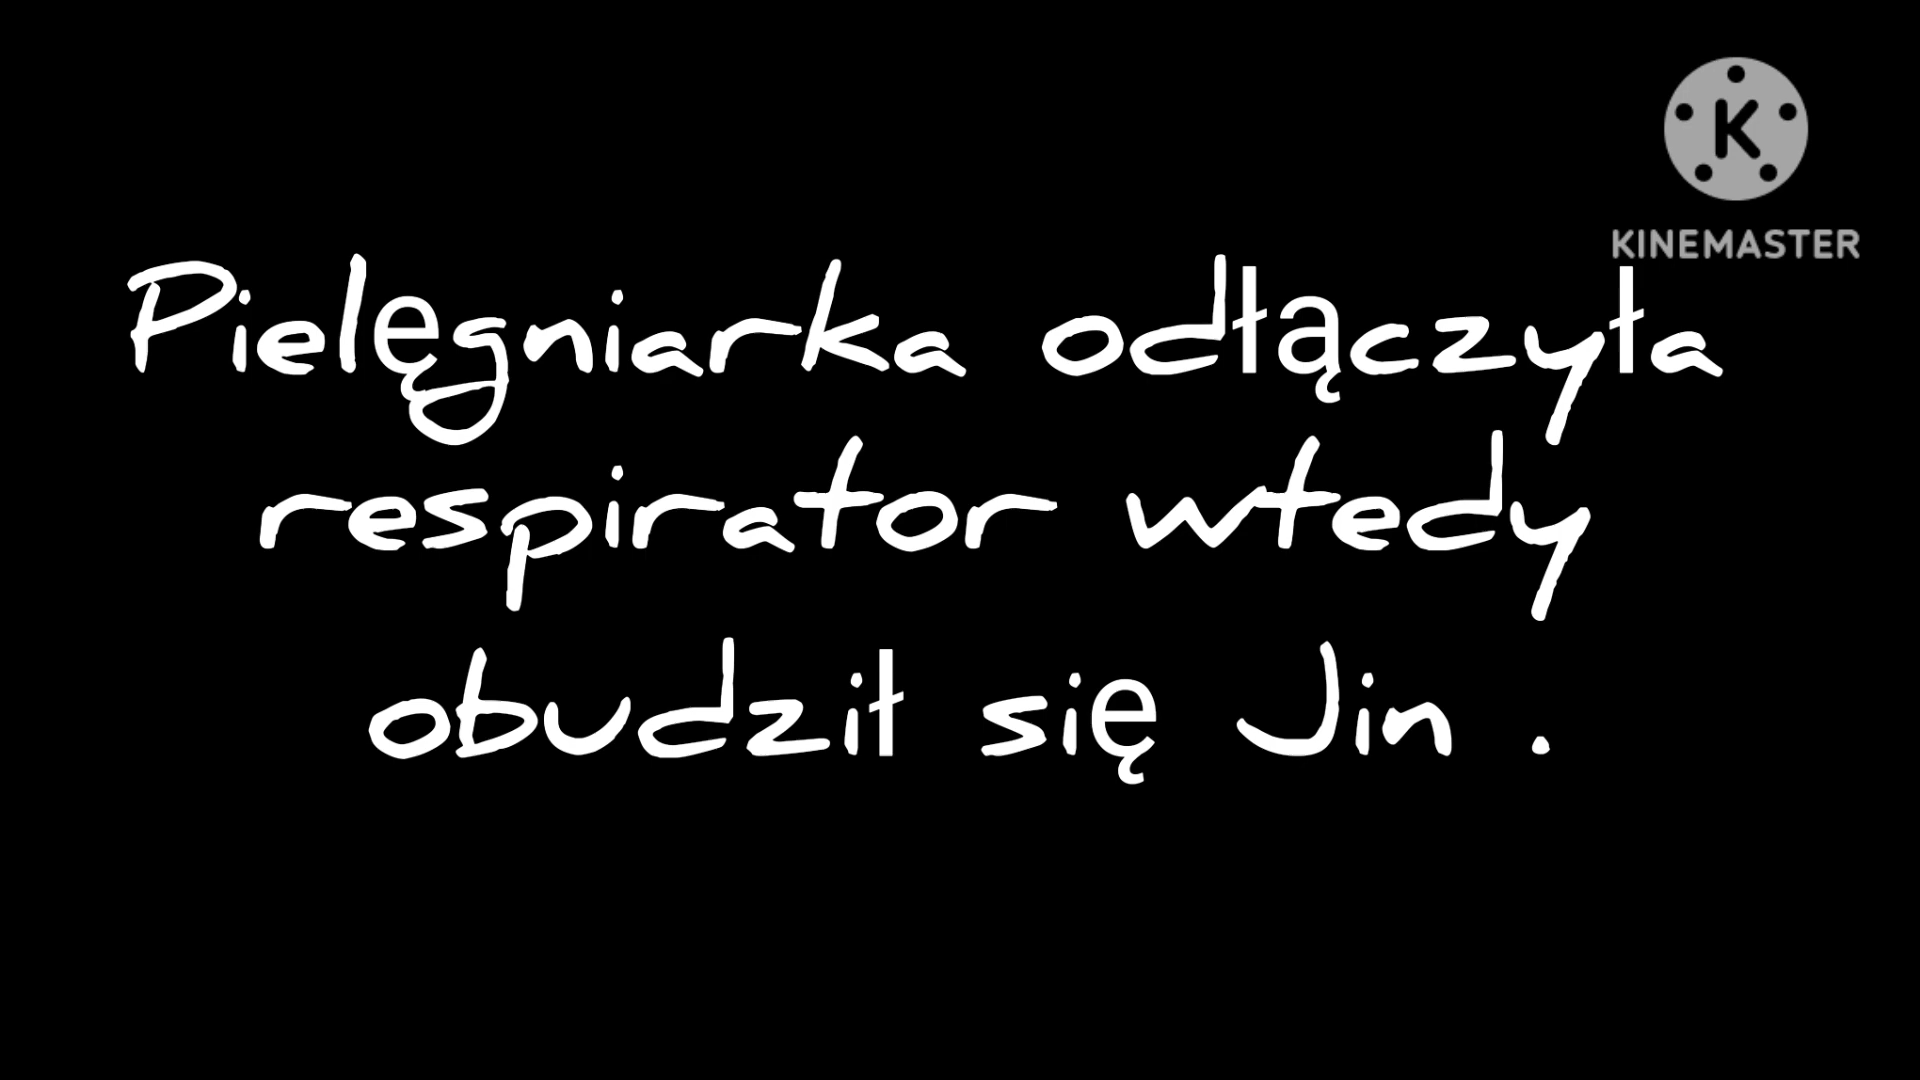 KINEMASTER
Pielęgniarka odłączyła
respirator wtedy
obudził się Jin .